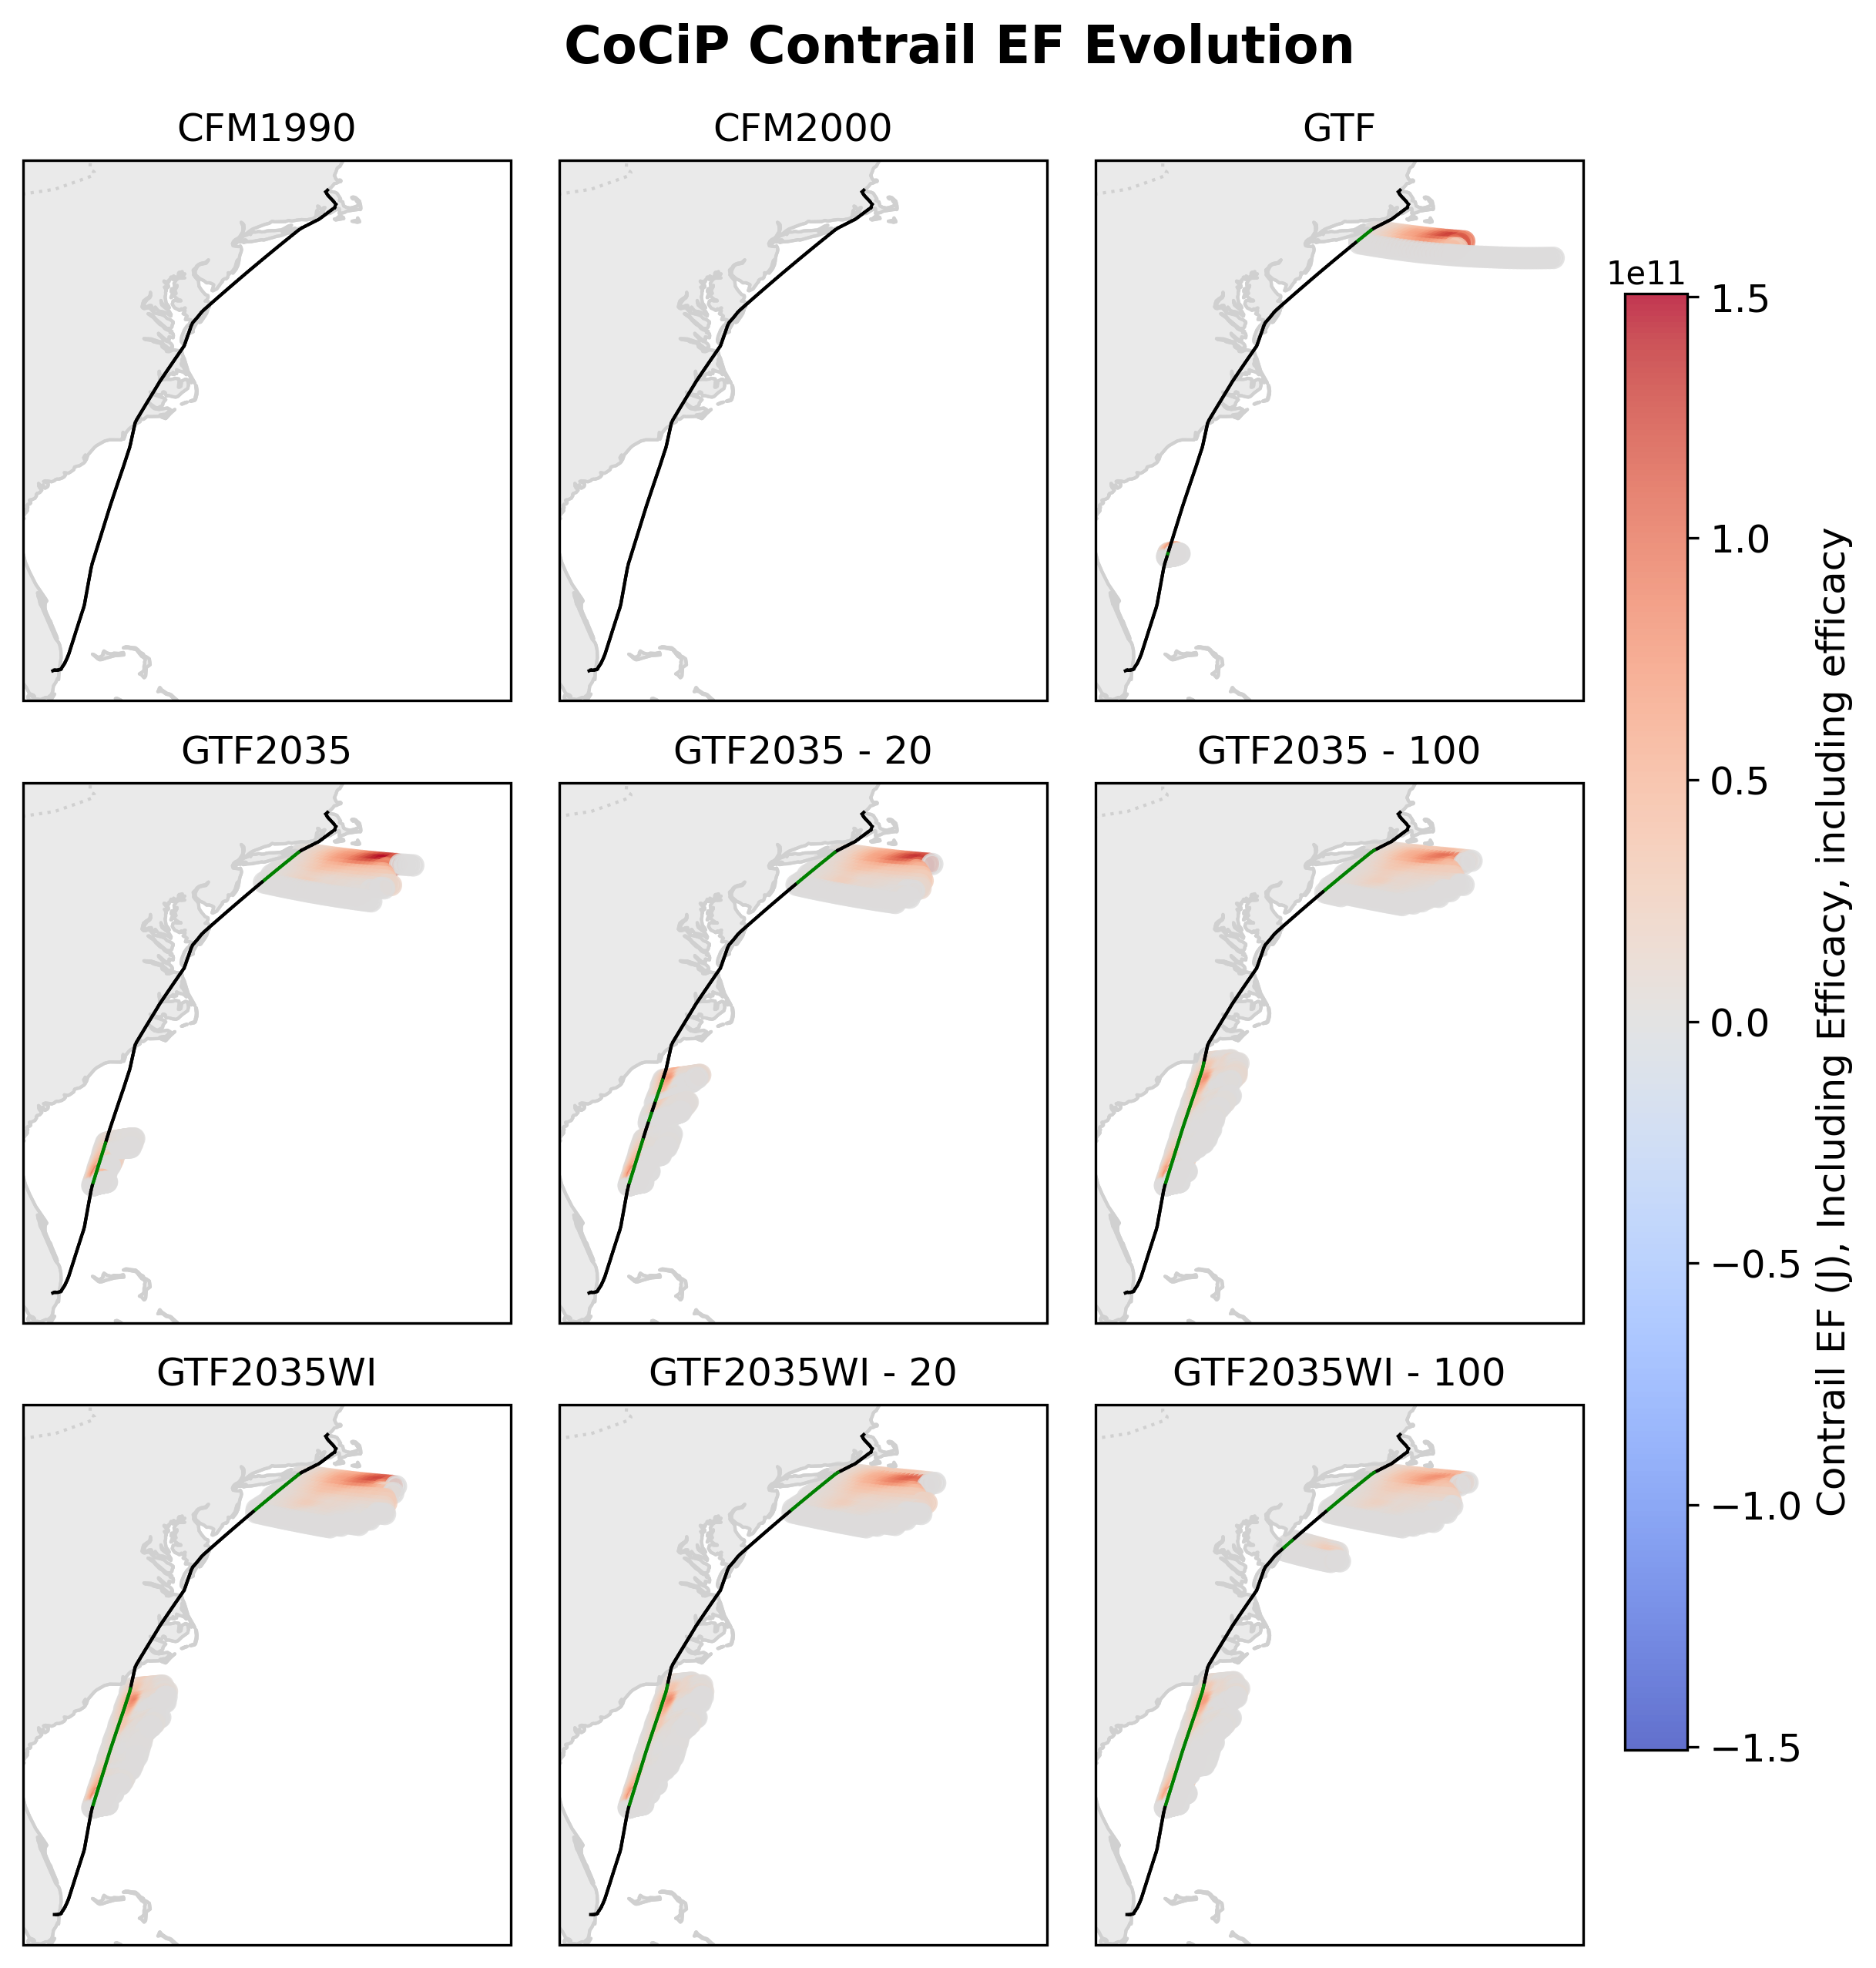 CoCiP Contrail EF Evolution
CFM1990
CFM2000
GTF
GTF2035
GTF2035 - 20
GTF2035 - 100
GTF2035WI
GTF2035WI - 20
GTF2035WI - 100
1e11
1.5
1.0
0.5
0.0
−0.5
−1.0
−1.5
Contrail EF (J), Including Efficacy, including efficacy